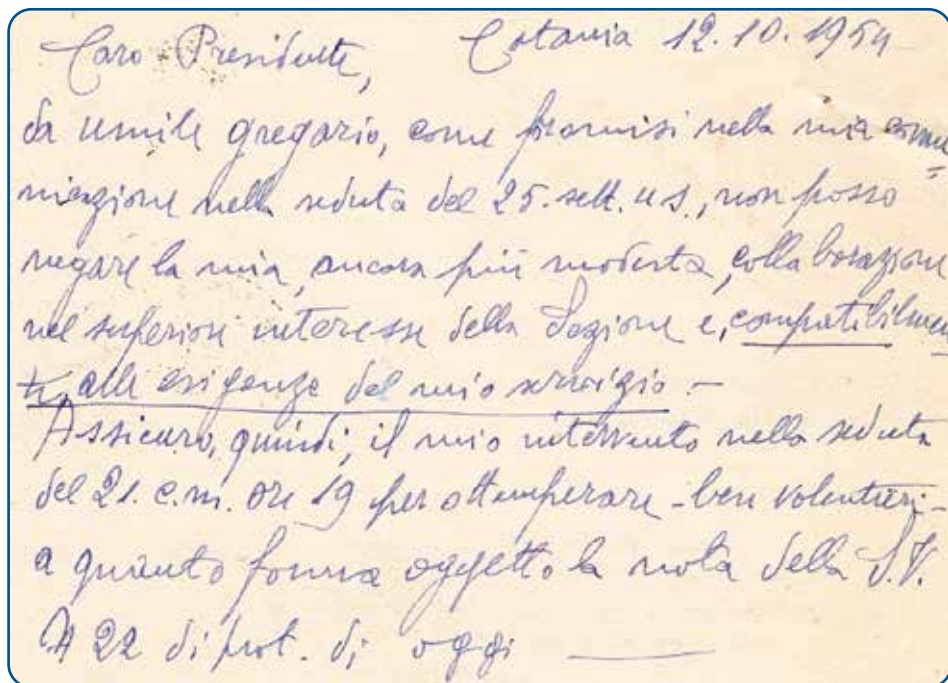 Caro Presidente, Catania 12.10.1954
da umile gregario, come promisi nella mia comu=
nicazione nella seduta del 25. sett. u.s., non posso
negare la mia, ancora più modesta, collaborazione
nel superiore interesse della Sezione e, compatibilmen
te, alle esigenze del mio servizio.-
Assicuro, quindi, il mio intervento nella seduta
del 21. c.m. ore 19 per ottemperare - ben volentieri -
a quanto forma oggetto la nota della S.V.
N 22 di prot. di oggi